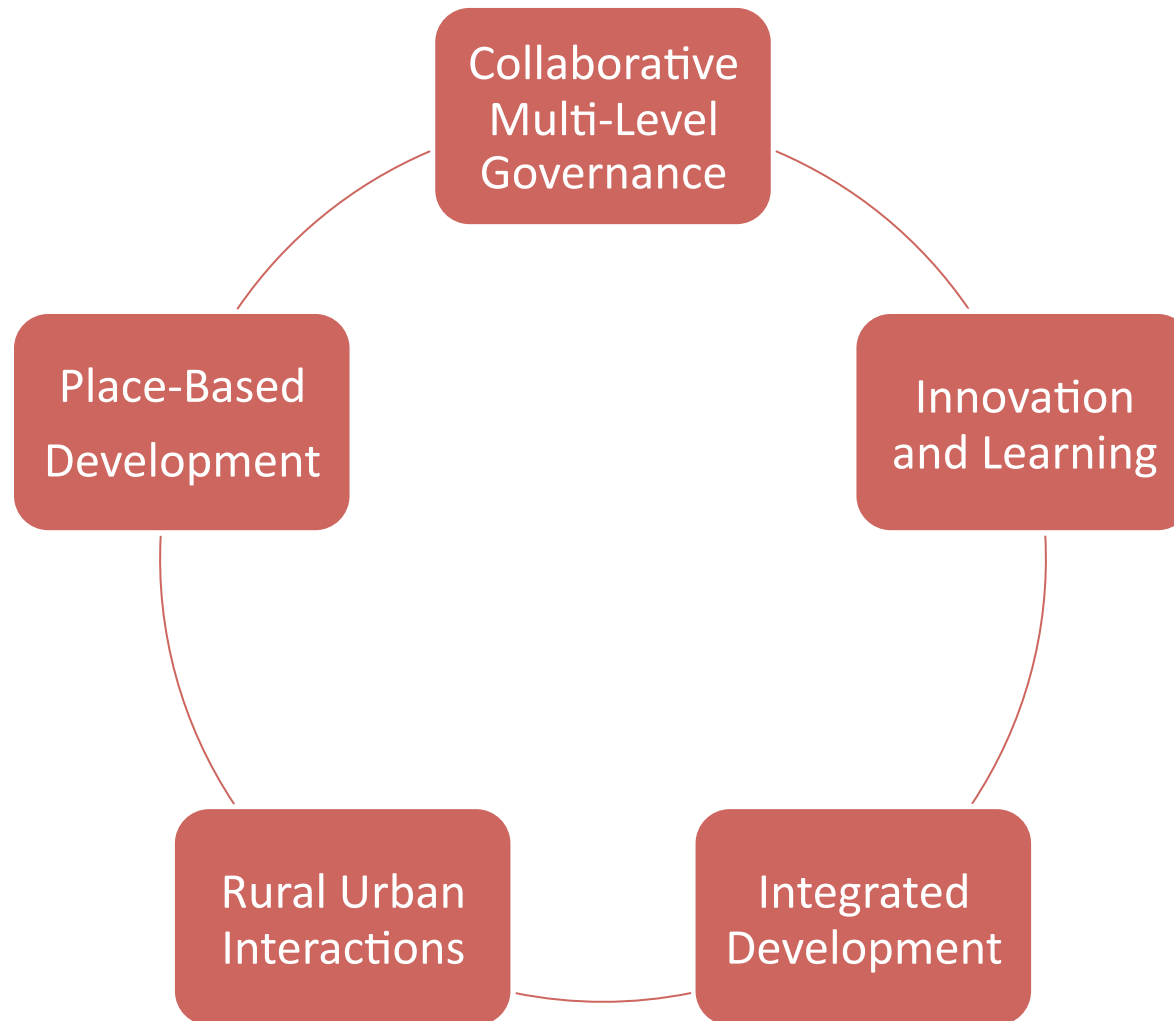 Collaborative
Multi-Level
Governance
Place-Based
Development
Innovation
and Learning
Rural Urban
Interactions
Integrated
Development